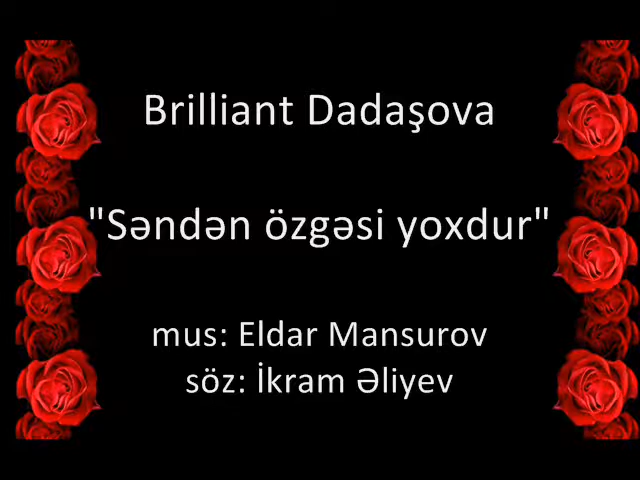 Brilliant Dadaşova
"Səndən özgəsi yoxdur"
mus: Eldar Mansurov
söz: İkram Əliyev